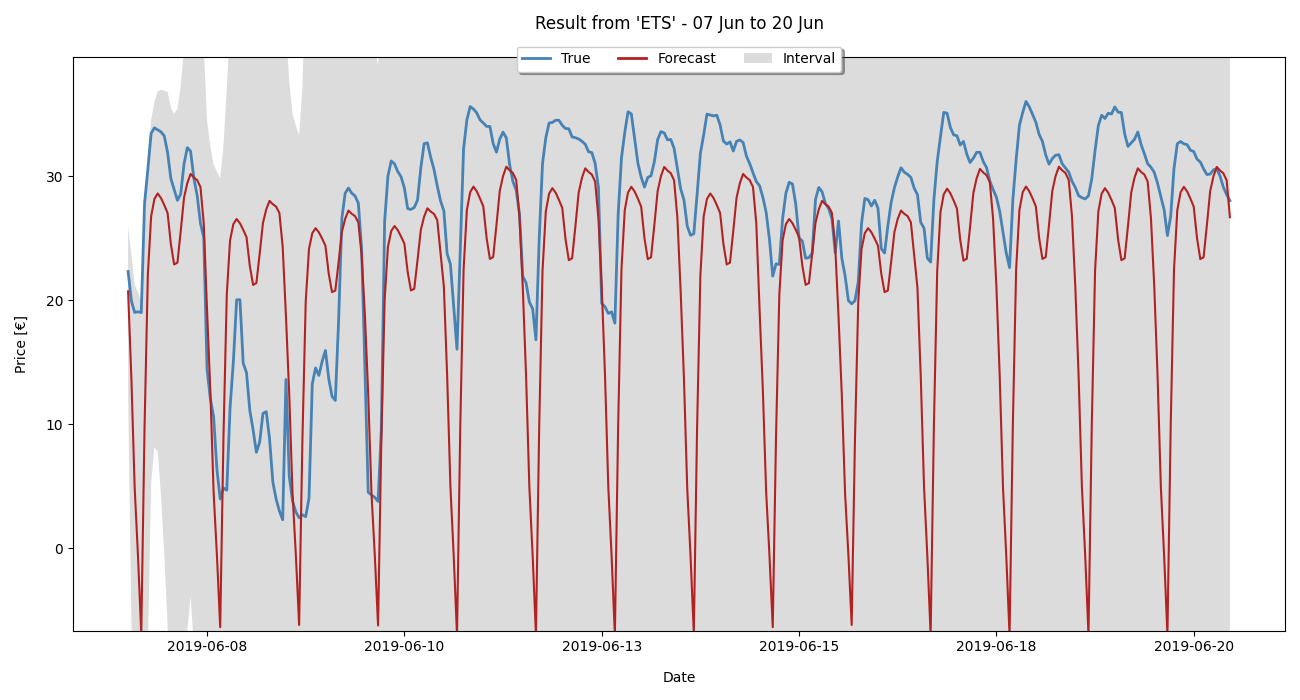 Result from 'ETS' - 07 Jun to 20 Jun
True Forecast Interval
Price [€]
30
20
10
0
2019-06-08 2019-06-10 2019-06-13 2019-06-15 2019-06-18 2019-06-20
Date